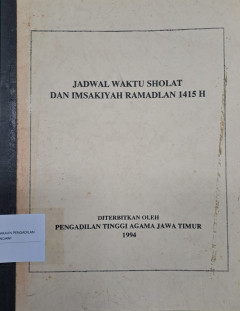 JADWAL WAKTU SHOLAT
DAN IMSAKIYAH RAMADLAN 1415 H
DITERBITKAN OLEH
PENGADILAN TINGGI AGAMA JAWA TIMUR
1994